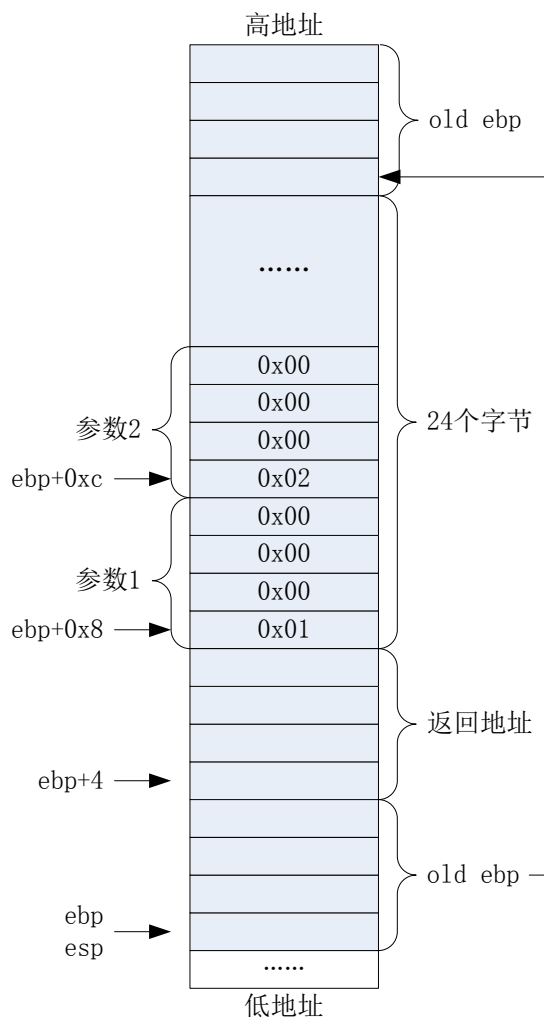 高地址
old ebp
……
0x00
0x00
参数2
0x00
24个字节
ebp+0xc
0x02
0x00
0x00
参数1
0x00
ebp+0x8
0x01
返回地址
ebp+4
old ebp
ebp
esp
……
低地址